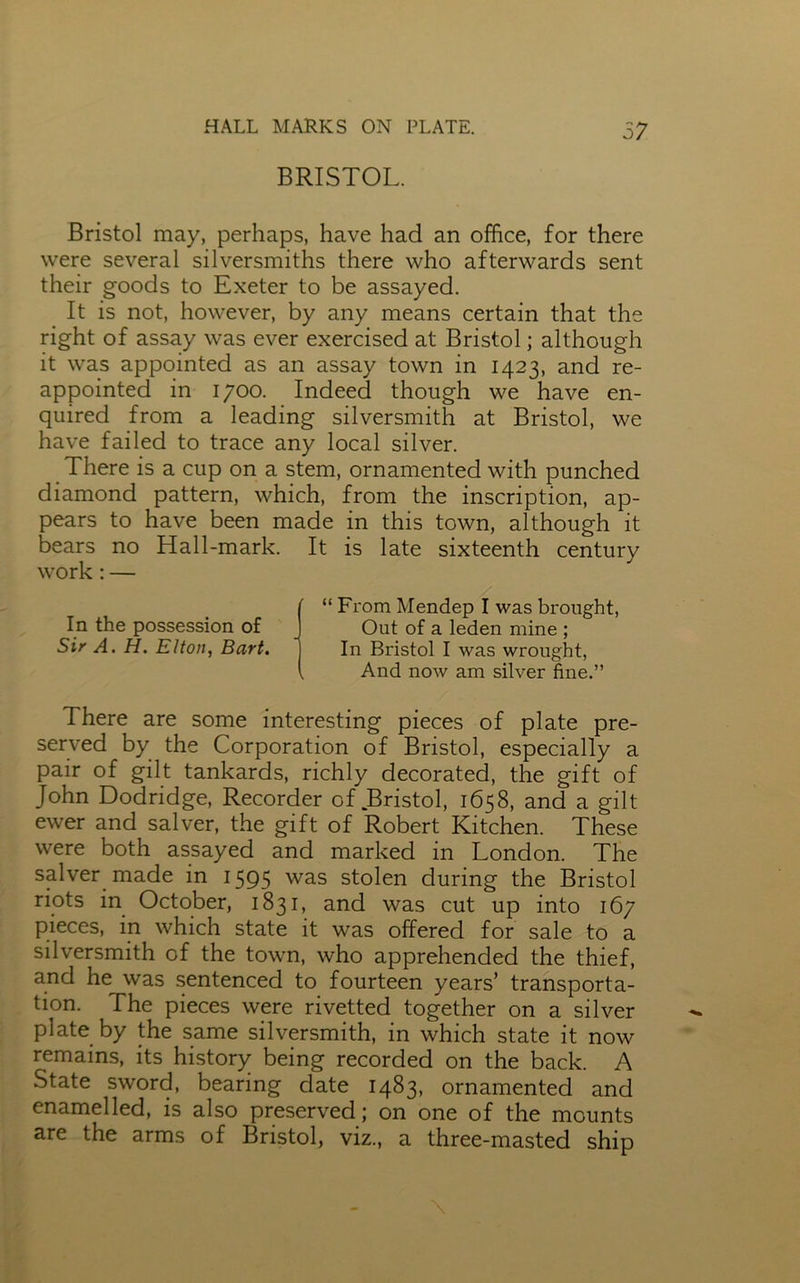 HALL MARKS ON PLATE. 37
BRISTOL.
Bristol may, perhaps, have had an office, for there
were several silversmiths there who afterwards sent
their goods to Exeter to be assayed.
It is not, however, by any means certain that the
right of assay was ever exercised at Bristol; although
it was appointed as an assay town in 1423, and re-
appointed in 1700. Indeed though we have en-
quired from a leading silversmith at Bristol, we
have failed to trace any local silver.
There is a cup on a stem, ornamented with punched
diamond pattern, which, from the inscription, ap-
pears to have been made in this town, although it
bears no Hall-mark. It is late sixteenth century
work : —
In the possession of
Sir A. H. Elton, Bart.
“ From Mendep I was brought,
Out of a leden mine ;
In Bristol I was wrought,
And now am silver fine.”
There are some interesting pieces of plate pre-
served by the Corporation of Bristol, especially a
pair of gilt tankards, richly decorated, the gift of
John Dodridge, Recorder of Bristol, 1658, and a gilt
ewer and salver, the gift of Robert Kitchen. These
were both assayed and marked in London. The
salver made in 1595 was stolen during the Bristol
riots in October, 1831, and was cut up into 167
pieces, in which state it was offered for sale to a
silversmith of the town, who apprehended the thief,
and he was sentenced to fourteen years’ transporta-
tion. The pieces were rivetted together on a silver
plate by the same silversmith, in which state it now
remains, its history being recorded on the back. A
State sword, bearing date 1483, ornamented and
enamelled, is also preserved; on one of the mounts
are the arms of Bristol, viz., a three-masted ship